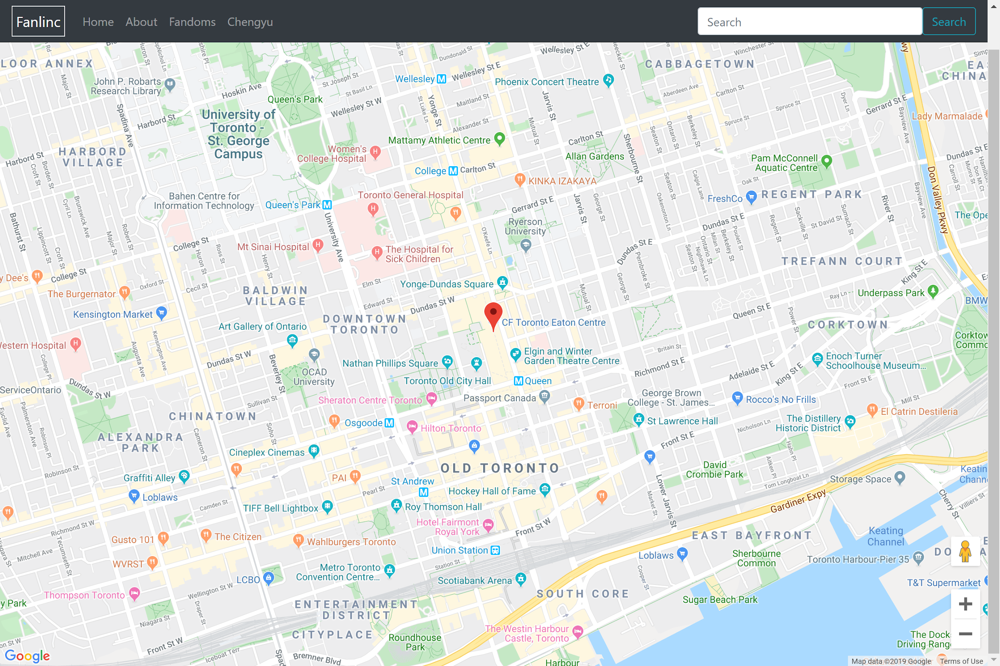 Fanlinc
Home
About
Fandoms
Chengyu
Search
Search
Wellesley St E
Dundonald St
Winchester St
LOOR ANNEX
CABBAGETOWN
Huron St
John P. Robarts
Research Library
Major St
Hoskin Ave
St Joseph St
Wellesley
Wellesley St E
Phoenix Concert Theatre
St Basil Ln
Aberdeen Ave
Carlton St
Queen's Park
Wellesley St W
Maitland St
St Luke Ln
Yonge St
Jarvis St
Spruce St
Dyer Ln
Gerrard St E
Bayview Ave
Lady Marmalade
Spadina Ave
Harbord St
University of
Toronto -
St. George
Campus
Alexander St
Mutual St
Spruce St
Seaton St
Ontario St
Berkeley St
Mattamy Athletic Centre
Carlton St
Sherbourne St
HARBORD
VILLAGE
Harbord St
Women's
College Hospital
Allan Gardens
Pam McConnell
Aquatic Centre
Dundas St E
Croft St
Borden St
College
Carlton St
KINKA IZAKAYA
Seaton St
Calgie Lane
Oak St
Don Valley Pkwy
Carroll St
Munro St
Don Mt Ct
Bahen Centre for
Information Technology
Queen's Park
Toronto General Hospital
FreshCo
REGENT PARK
Cyril Ln
Brunswick Ave
Gerrard St E
Jarvis St
George St
Oskenonton Ln
River St
Bayview Ave
Bathurst St
Lippincott St
Robert St
Major St
University Ave
Ryerson
University
Dundas St E
Regent St
Sackville St
St David St
Sumach St
College St
Ross St
Mt Sinai Hospital
O'Keefe Ln
The Hospital for
Sick Children
Dundas St E
Pembroke St
Seaton St
Nighthawk Ln
Ontario St
Milan St
Berkeley St
Poulett St
Croft St
Huron St
Henry St
TREFANN COURT
King St E
College St
Oxford St
Cecil St
Elm St
Yonge-Dundas Square
George St
Mutual St
The Burgernator
BALDWIN
VILLAGE
Edward St
Dundas St W
Ray Ln
Underpass Park
BMW
Kensington Market
Art Gallery of Ontario
DOWNTOWN
TORONTO
CF Toronto Eaton Centre
Queen St E
Power St
CORKTOWN
Augusta Ave
Kensington Ave
Western Hospital
College Pl
Dundas St W
Beverley St
Nathan Phillips Square
Elgin and Winter
Garden Theatre Centre
Britain St
Enoch Turner
Schoolhouse Museum...
OCAD
University
Toronto Old City Hall
Queen
Richmond St E
Adelaide St E
King St E
Front St E
ServiceOntario
Dundas St W
Sullivan St
Sheraton Centre Toronto
Passport Canada
Terroni
George Brown
College - St. James...
Rocco's No Frills
Mill St
El Catrin Destileria
Euclid Ave
Palmerston Ave
Robinson Pl
CHINATOWN
Osgoode
Hilton Toronto
St Lawrence Hall
The Distillery
Historic District
Nicholson Ln
ALEXANDRA
PARK
Cameron St
Soho St
Front St E
Hahn Pl
Cineplex Cinemas
OLD TORONTO
David
Crombie Park
Aitken Pl
Robinson St
Graffiti Alley
PAI
St Andrew
Hockey Hall of Fame
Lower Jarvis St
Tom Longboat Ln
Storage Space
Loblaws
Pearl St
Market St
Gardiner Expy
Cherry St
Villiers St
Camden St
TIFF Bell Lightbox
Roy Thomson Hall
Richmond St W
Hotel Fairmont
Royal York
Front St W
EAST BAYFRONT
Keating
Channel
Gusto 101
The Citizen
Wahlburgers Toronto
Union Station
Niagara St
Mitchell Ave
Tecumseth St
WVRST
Station St
Loblaws
Sherbourne
Common
Toronto Harbour-Pier 35
Metro Toronto
Convention Centre...
LCBO
Scotiabank Arena
Cooper St
T&T Supermarket
Thompson Toronto
Wellington St W
Draper St
SOUTH CORE
Sugar Beach Park
ENTERTAINMENT
DISTRICT
Niagara St
CITYPLACE
Roundhouse
Park
The Westin Harbour
Castle, Toronto
The Dock
Driving Range
Front St W
Iceboat Terr
Bremner Blvd
Harbour
Google
Map data ©2019 Google
Terms of Use